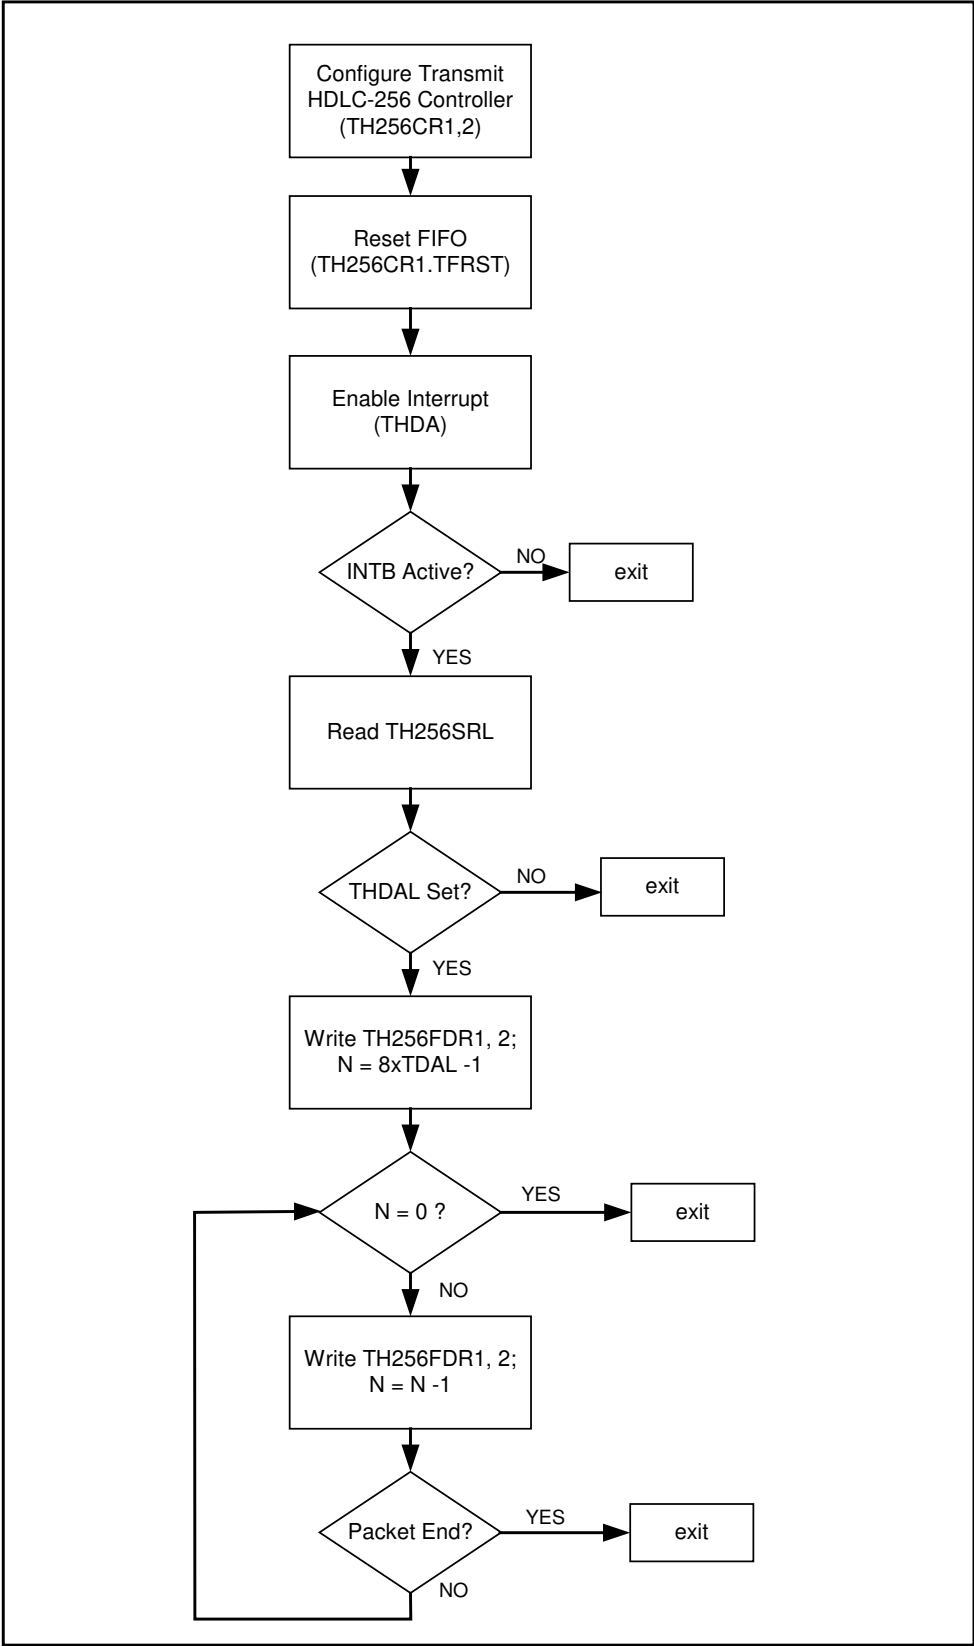 Configure Transmit
HDLC-256 Controller
(TH256CR1,2)
Reset FIFO
(TH256CR1.TFRST)
Enable Interrupt
(THDA)
INTB Active?
NO
exit
YES
Read TH256SRL
THDAL Set?
NO
exit
YES
Write TH256FDR1, 2;
N = 8xTDAL -1
N = 0 ?
YES
exit
NO
Write TH256FDR1, 2;
N = N -1
Packet End?
YES
exit
NO